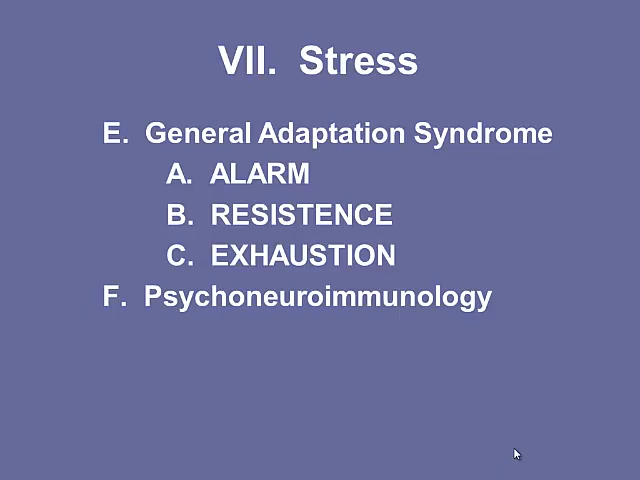 VII. Stress
E. General Adaptation Syndrome
A. ALARM
B. RESISTENCE
C. EXHAUSTION
F. Psychoneuroimmunology